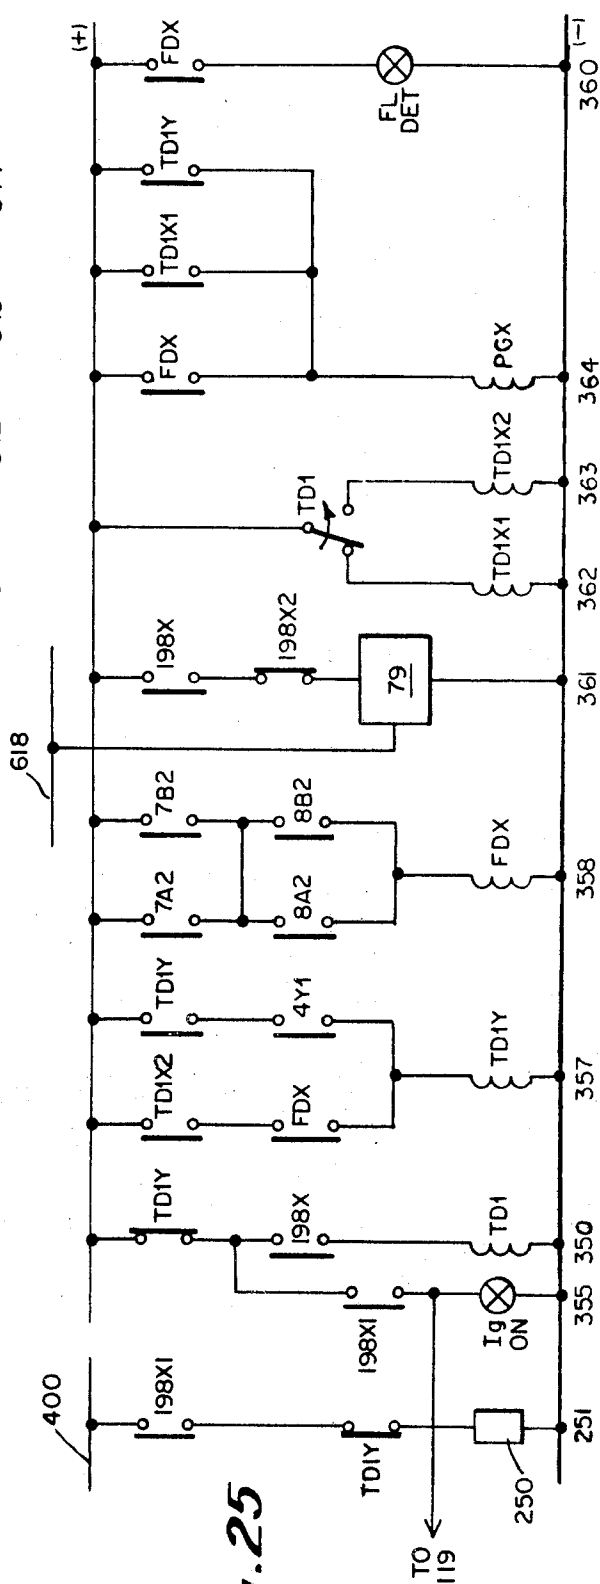 .25
400
618
(+)
198X1
TD1Y
TD1X2
TD1Y
7A2
7B2
198X
FDX
TD1X1
TD1Y
FDX
198X
FDX
4Y1
8A2
8B2
198X2
TD1
TD1Y
198X1
79
FL
DET
TO
119
250
Ig
ON
TD1
TD1Y
FDX
TD1X1
TD1X2
PGX
(-)
251
355
350
357
358
361
362
363
364
360